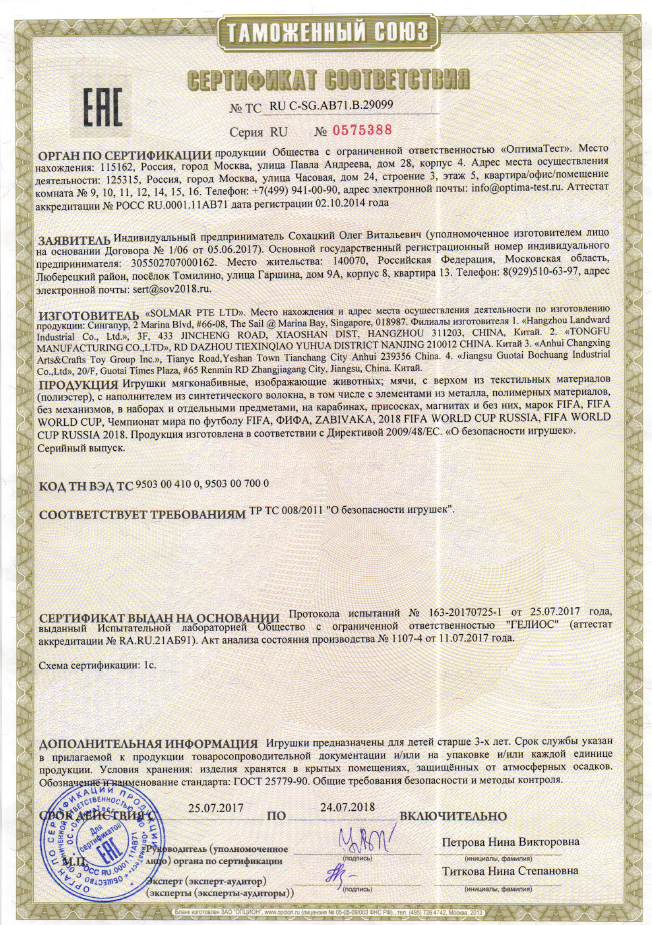 ТАМОЖЕННЫЙ СОЮЗ
СЕРТИФИКАТ СООТВЕТСТВИЯ
ЕАС
№ ТС RU C-SG.AB71.B.29099
Серия RU № 0575388
ОРГАН ПО СЕРТИФИКАЦИИ продукции Общества с ограниченной ответственностью «ОптимаТест». Место
нахождения: 115162, Россия, город Москва, улица Павла Андреева, дом 28, корпус 4. Адрес места осуществления
деятельности: 125315, Россия, город Москва, улица Часовая, дом 24, строение 3, этаж 5, квартира/офис/помещение
комната № 9, 10, 11, 12, 14, 15, 16. Телефон: +7(499) 941-00-90, адрес электронной почты: info@optima-test.ru. Аттестат
аккредитации № РОСС RU.0001.11АВ71 дата регистрации 02.10.2014
ЗАЯВИТЕЛЬ Индивидуальный предприниматель Сохацкий Олег Витальевич (уполномоченное изготовителем лицо
на основании Договора № 1/06 от 05.06.2017). Основной государственный регистрационный номер индивидуального
предпринимателя: 305502707000162. Место жительства: 140070, Российская Федерация, Московская область,
Люберецкий район, посёлок Томилино, улица Гаршина, дом 9А, корпус 8, квартира 13. Телефон: 8(929)510-63-97, адрес
электронной почты: sert@sov2018.ru.
ИЗГОТОВИТЕЛЬ «SOLMAR PTE LTD». Место нахождения и адрес места осуществления деятельности по изготовлению
продукции: Сингапур, 2 Marina Blvd, #66-08, The Sail @ Marina Bay, Singapore, 018987. Филиалы изготовителя 1. «Hangzhou Landward
Industrial Co., Ltd.», 3F, 433 JINCHENG ROAD, XIAOSHAN DIST, HANGZHOU 311203, CHINA, Китай. 2. «TONGFU
MANUFACTURING CO.,LTD», RD DAZHOU TIEXINQIAO YUHUA DISTRICT NANJING 210012 CHINA. Китай 3. «Anhui Changxing
Arts&Crafts Toy Group Inc.», Tianye Road,Yeshan Town Tianchang City Anhui 239356 China. 4. «Jiangsu Guotai Bochuang Industrial
Co.,Ltd», 20/F, Guotai Times Plaza, #65 Renmin RD Zhangjiagang City, Jiangsu, China. Китай.
ПРОДУКЦИЯ Игрушки мягконабивные, изображающие животных; мячи, с верхом из текстильных материалов
(полиэстер), с наполнителем из синтетического волокна, в том числе с элементами из металла, полимерных материалов,
без механизмов, в наборах и отдельными предметами, на карабинах, присосках, магнитах и без них, марок FIFA, FIFA
WORLD CUP, Чемпионат мира по футболу FIFA, ФИФА, ZABIVAKA, 2018 FIFA WORLD CUP RUSSIA, FIFA WORLD
CUP RUSSIA 2018. Продукция изготовлена в соответствии с Директивой 2009/48/ЕС. «О безопасности игрушек».
Серийный выпуск.
КОД ТН ВЭД ТС 9503 00 410 0, 9503 00 700 0
СООТВЕТСТВУЕТ ТРЕБОВАНИЯМ ТР ТС 008/2011 "О безопасности игрушек".
СЕРТИФИКАТ ВЫДАН НА ОСНОВАНИИ Протокола испытаний № 163-20170725-1 от 25.07.2017 года,
выданный Испытательной лабораторией Общество с ограниченной ответственностью "ГЕЛИОС" (аттестат
аккредитации № RA.RU.21АБ91). Акт анализа состояния производства № 1107-4 от 11.07.2017 года.
Схема сертификации: 1с.
ДОПОЛНИТЕЛЬНАЯ ИНФОРМАЦИЯ Игрушки предназначены для детей старше 3-х лет. Срок службы указан
в прилагаемой к продукции товаросопроводительной документации и/или на упаковке и/или каждой единице
продукции. Условия хранения: изделия хранятся в крытых помещениях, защищённых от атмосферных осадков.
Обозначение и наименование стандарта: ГОСТ 25779-90. Общие требования безопасности и методы контроля.
СРОК ДЕЙСТВИЯ С 25.07.2017 ПО 24.07.2018 ВКЛЮЧИТЕЛЬНО
М.П.
Руководитель (уполномоченное
лицо) органа по сертификации
(подпись)
Петрова Нина Викторовна
(инициалы, фамилия)
Эксперт (эксперт-аудитор)
(эксперты (эксперты-аудиторы))
(подпись)
Титкова Нина Степановна
(инициалы, фамилия)
Для
сертификатов
ЕАС
РОСС RU.0001.11АВ71
Бланк изготовлен ЗАО "ОПЦИОН", www.opcion.ru (лицензия № 05-05-09/003 ФНС РФ), тел. (495) 726 4742, Москва, 2013